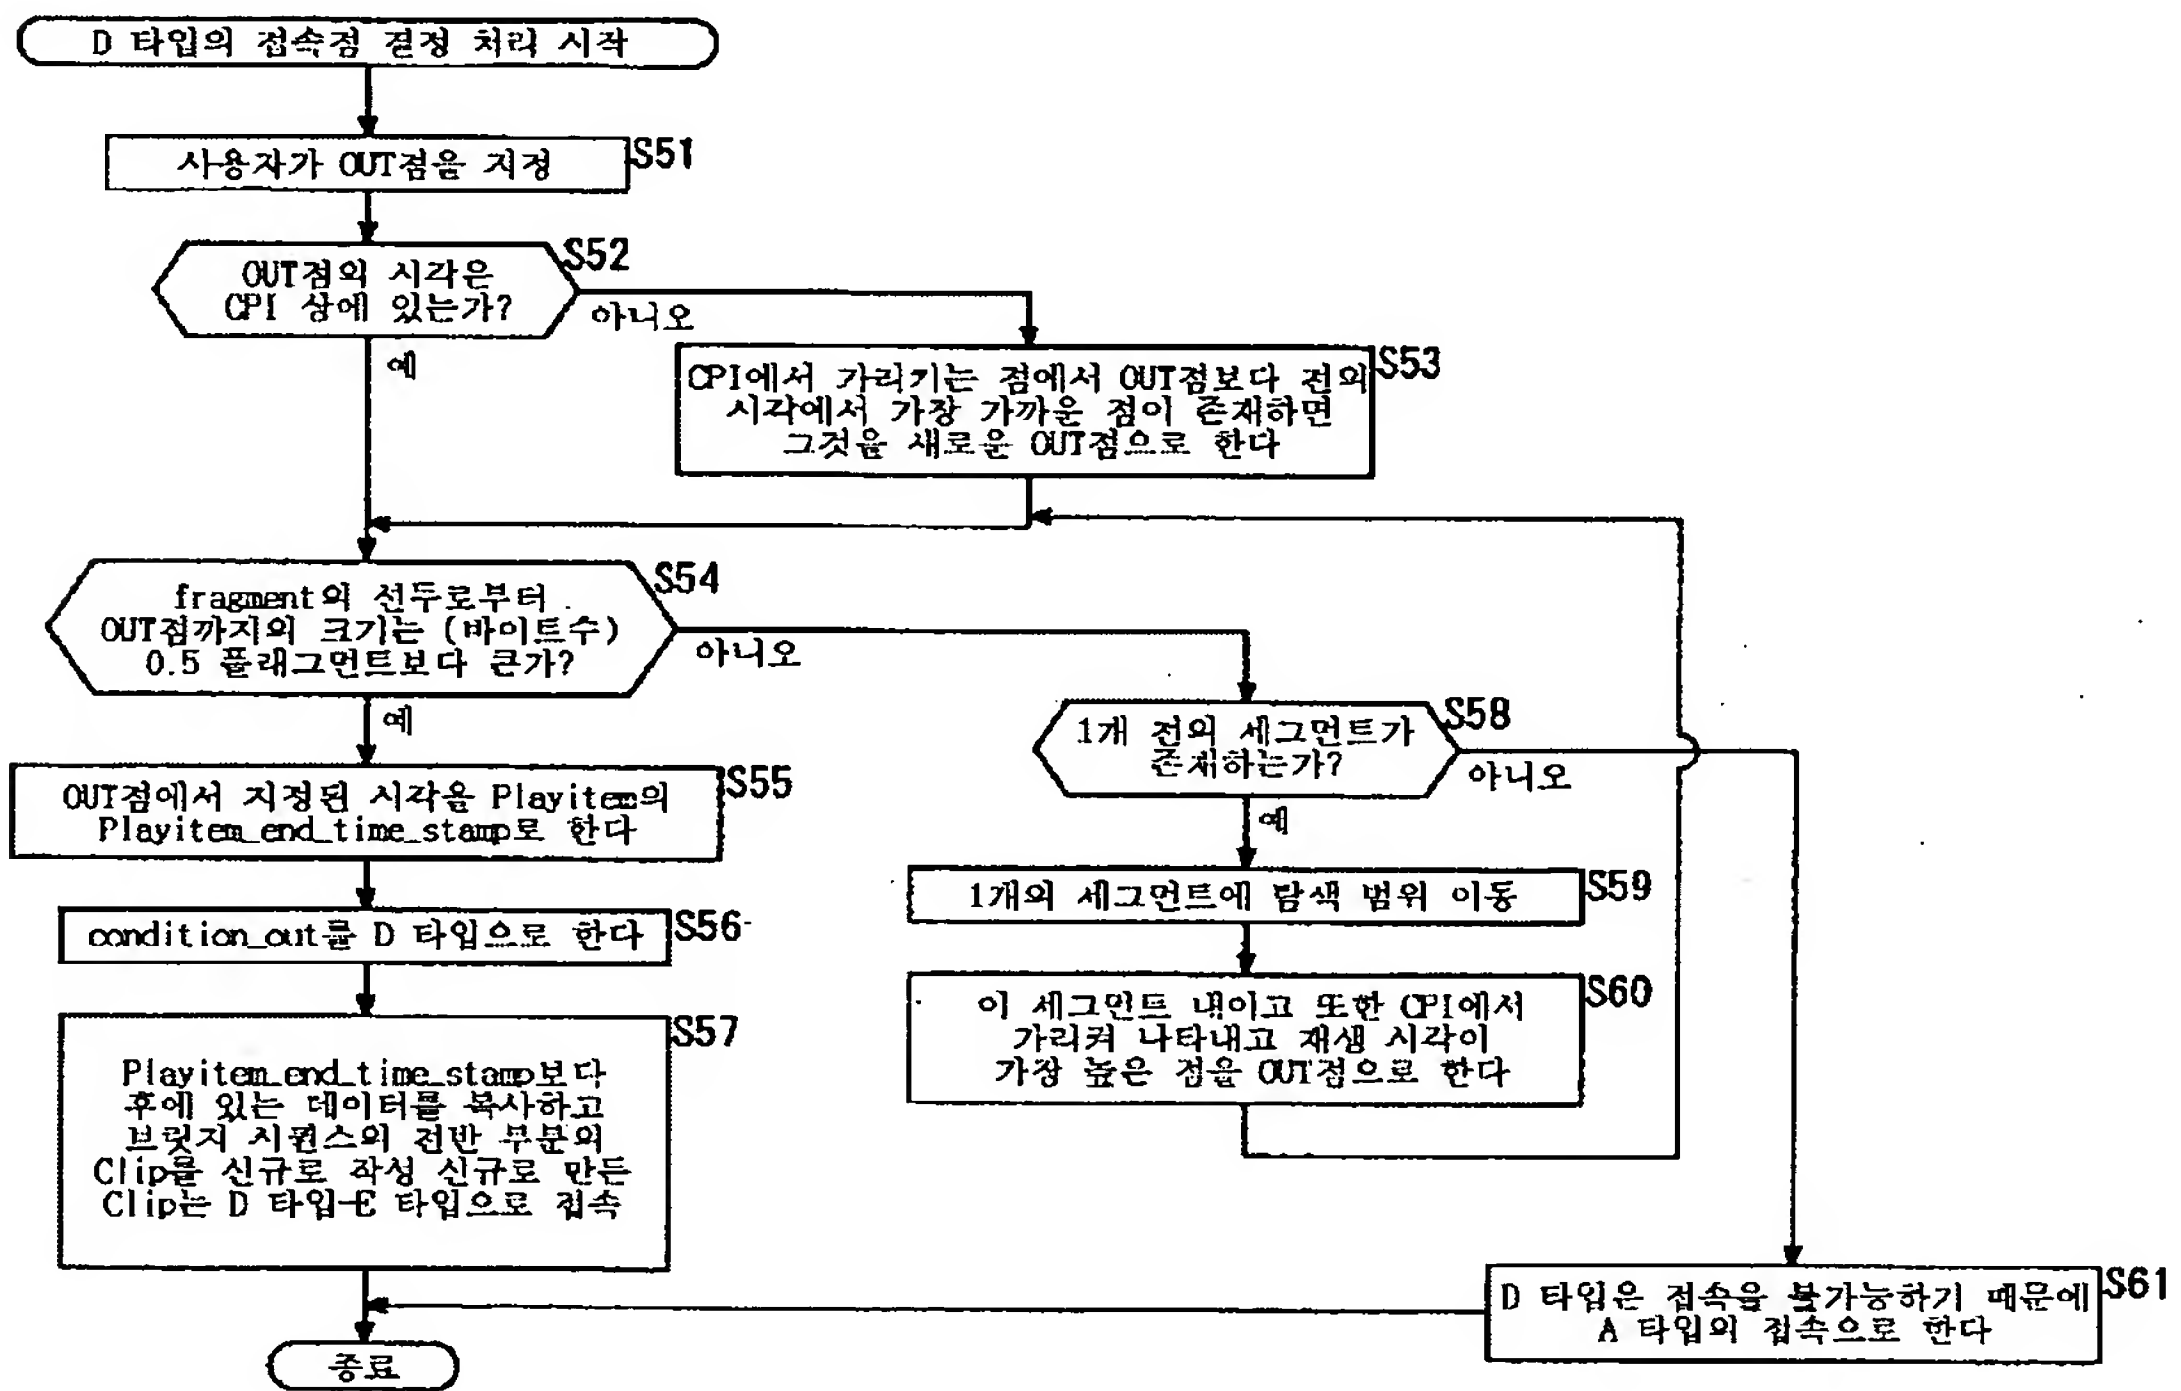 D 타입의 접속점 결정 처리 시작
사용자가 OUT점을 지정
S51
OUT점의 시각은
CPI 상에 있는가?
S52
아니오
예
CPI에서 가리키는 점에서 OUT점보다 전의
시각에서 가장 가까운 점이 존재하면
그것을 새로운 OUT점으로 한다
S53
fragment의 선두로부터
OUT점까지의 크기는 (바이트수)
0.5 플래그먼트보다 큰가?
S54
아니오
예
OUT점에서 지정된 시각을 Playitem의
Playitem_end_time_stamp로 한다
S55
condition_out를 D 타입으로 한다
S56
Playitem_end_time_stamp보다
후에 있는 데이터를 복사하고
브릿지 시퀀스의 전반 부분의
Clip를 신규로 작성 신규로 만든
Clip는 D 타입-E 타입으로 접속
S57
1개 전의 세그먼트가
존재하는가?
S58
아니오
예
1개의 세그먼트에 탐색 범위 이동
S59
이 세그먼트 내이고 또한 CPI에서
가리켜 나타내고 재생 시각이
가장 높은 점을 OUT점으로 한다
S60
D 타입은 접속을 불가능하기 때문에
A 타입의 접속으로 한다
S61
종료